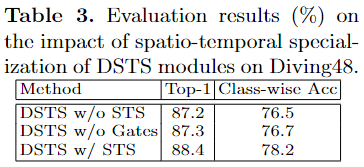 Table 3. Evaluation results (%) on
the impact of spatio-temporal special-
ization of DSTS modules on Diving48.
Method Top-1 Class-wise Acc
DSTS w/o STS 87.2 76.5
DSTS w/o Gates 87.3 76.7
DSTS w/ STS 88.4 78.2